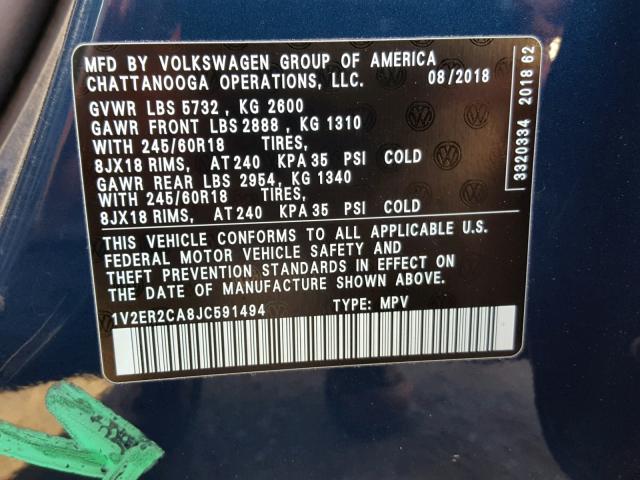 MFD BY VOLKSWAGEN GROUP OF AMERICA
CHATTANOOGA OPERATIONS, LLC. 08/2018
GVWR LBS 5732 , KG 2600
GAWR FRONT LBS 2888 , KG 1310
WITH 245/60R18 TIRES,
8JX18 RIMS, AT 240 KPA 35 PSI COLD
GAWR REAR LBS 2954, KG 1340
WITH 245/60R18 TIRES,
8JX18 RIMS, AT 240 KPA 35 PSI COLD
THIS VEHICLE CONFORMS TO ALL APPLICABLE U.S.
FEDERAL MOTOR VEHICLE SAFETY AND
THEFT PREVENTION STANDARDS IN EFFECT ON THE
DATE OF MANUFACTURE SHOWN ABOVE.
1V2ER2CA8JC591494 TYPE: MPV
3320334 2018 62